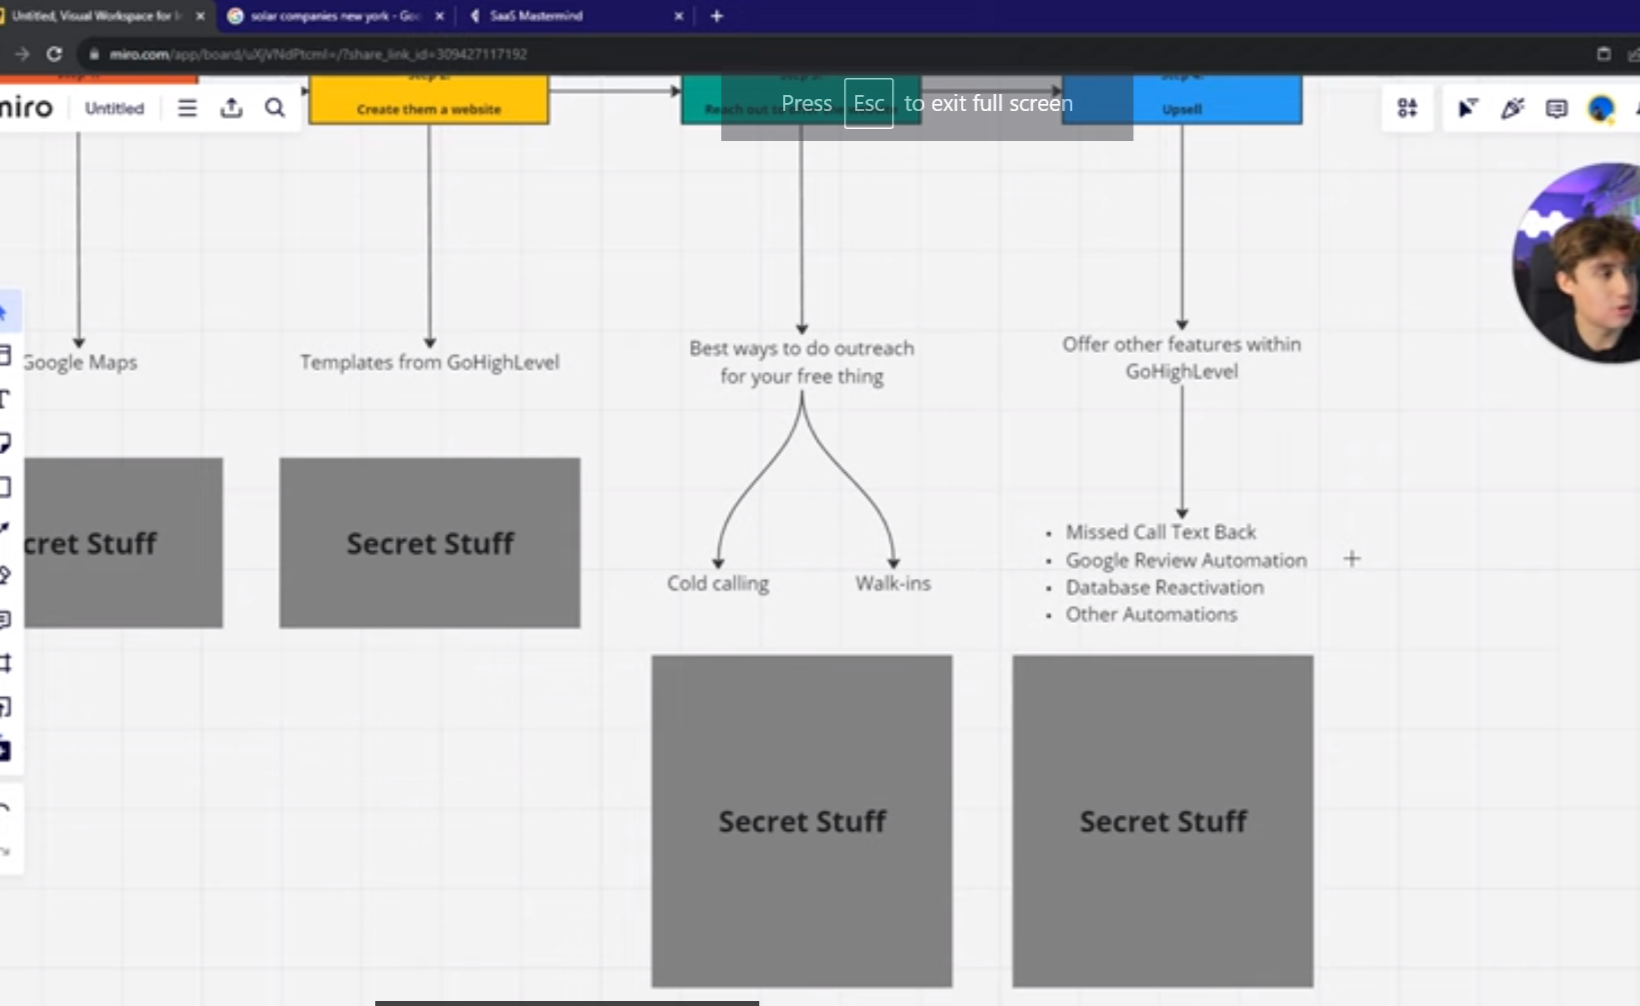 Untitled, Visual Workspace for I
solar companies new york - Goo
SaaS Mastermind
miro.com/app/board/uXjVNdPtcmI=/?share_link_id=309427117192
miro
Untitled
Step 2:
Create them a website
Step 3:
Reach out to
Press Esc to exit full screen
Step 4:
Upsell
Google Maps
Templates from GoHighLevel
Best ways to do outreach
for your free thing
Offer other features within
GoHighLevel
cret Stuff
Secret Stuff
Cold calling
Walk-ins
• Missed Call Text Back
• Google Review Automation
• Database Reactivation
• Other Automations
Secret Stuff
Secret Stuff